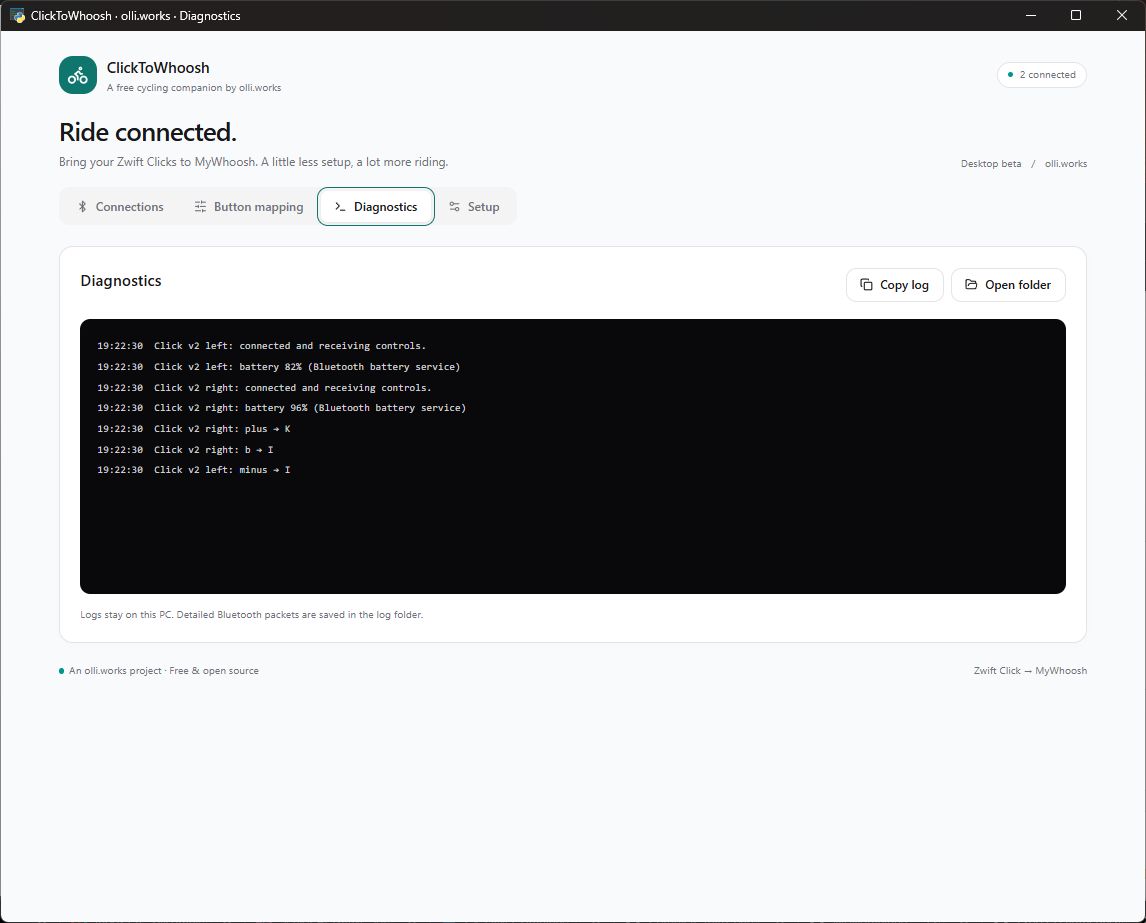 ClickToWhoosh · olli.works · Diagnostics
ClickToWhoosh
A free cycling companion by olli.works
2 connected
Ride connected.
Bring your Zwift Clicks to MyWhoosh. A little less setup, a lot more riding.
Desktop beta / olli.works
Connections
Button mapping
Diagnostics
Setup
Diagnostics
Copy log
Open folder
19:22:30 Click v2 left: connected and receiving controls.
19:22:30 Click v2 left: battery 82% (Bluetooth battery service)
19:22:30 Click v2 right: connected and receiving controls.
19:22:30 Click v2 right: battery 96% (Bluetooth battery service)
19:22:30 Click v2 right: plus → K
19:22:30 Click v2 right: b → I
19:22:30 Click v2 left: minus → I
Logs stay on this PC. Detailed Bluetooth packets are saved in the log folder.
An olli.works project · Free & open source
Zwift Click → MyWhoosh